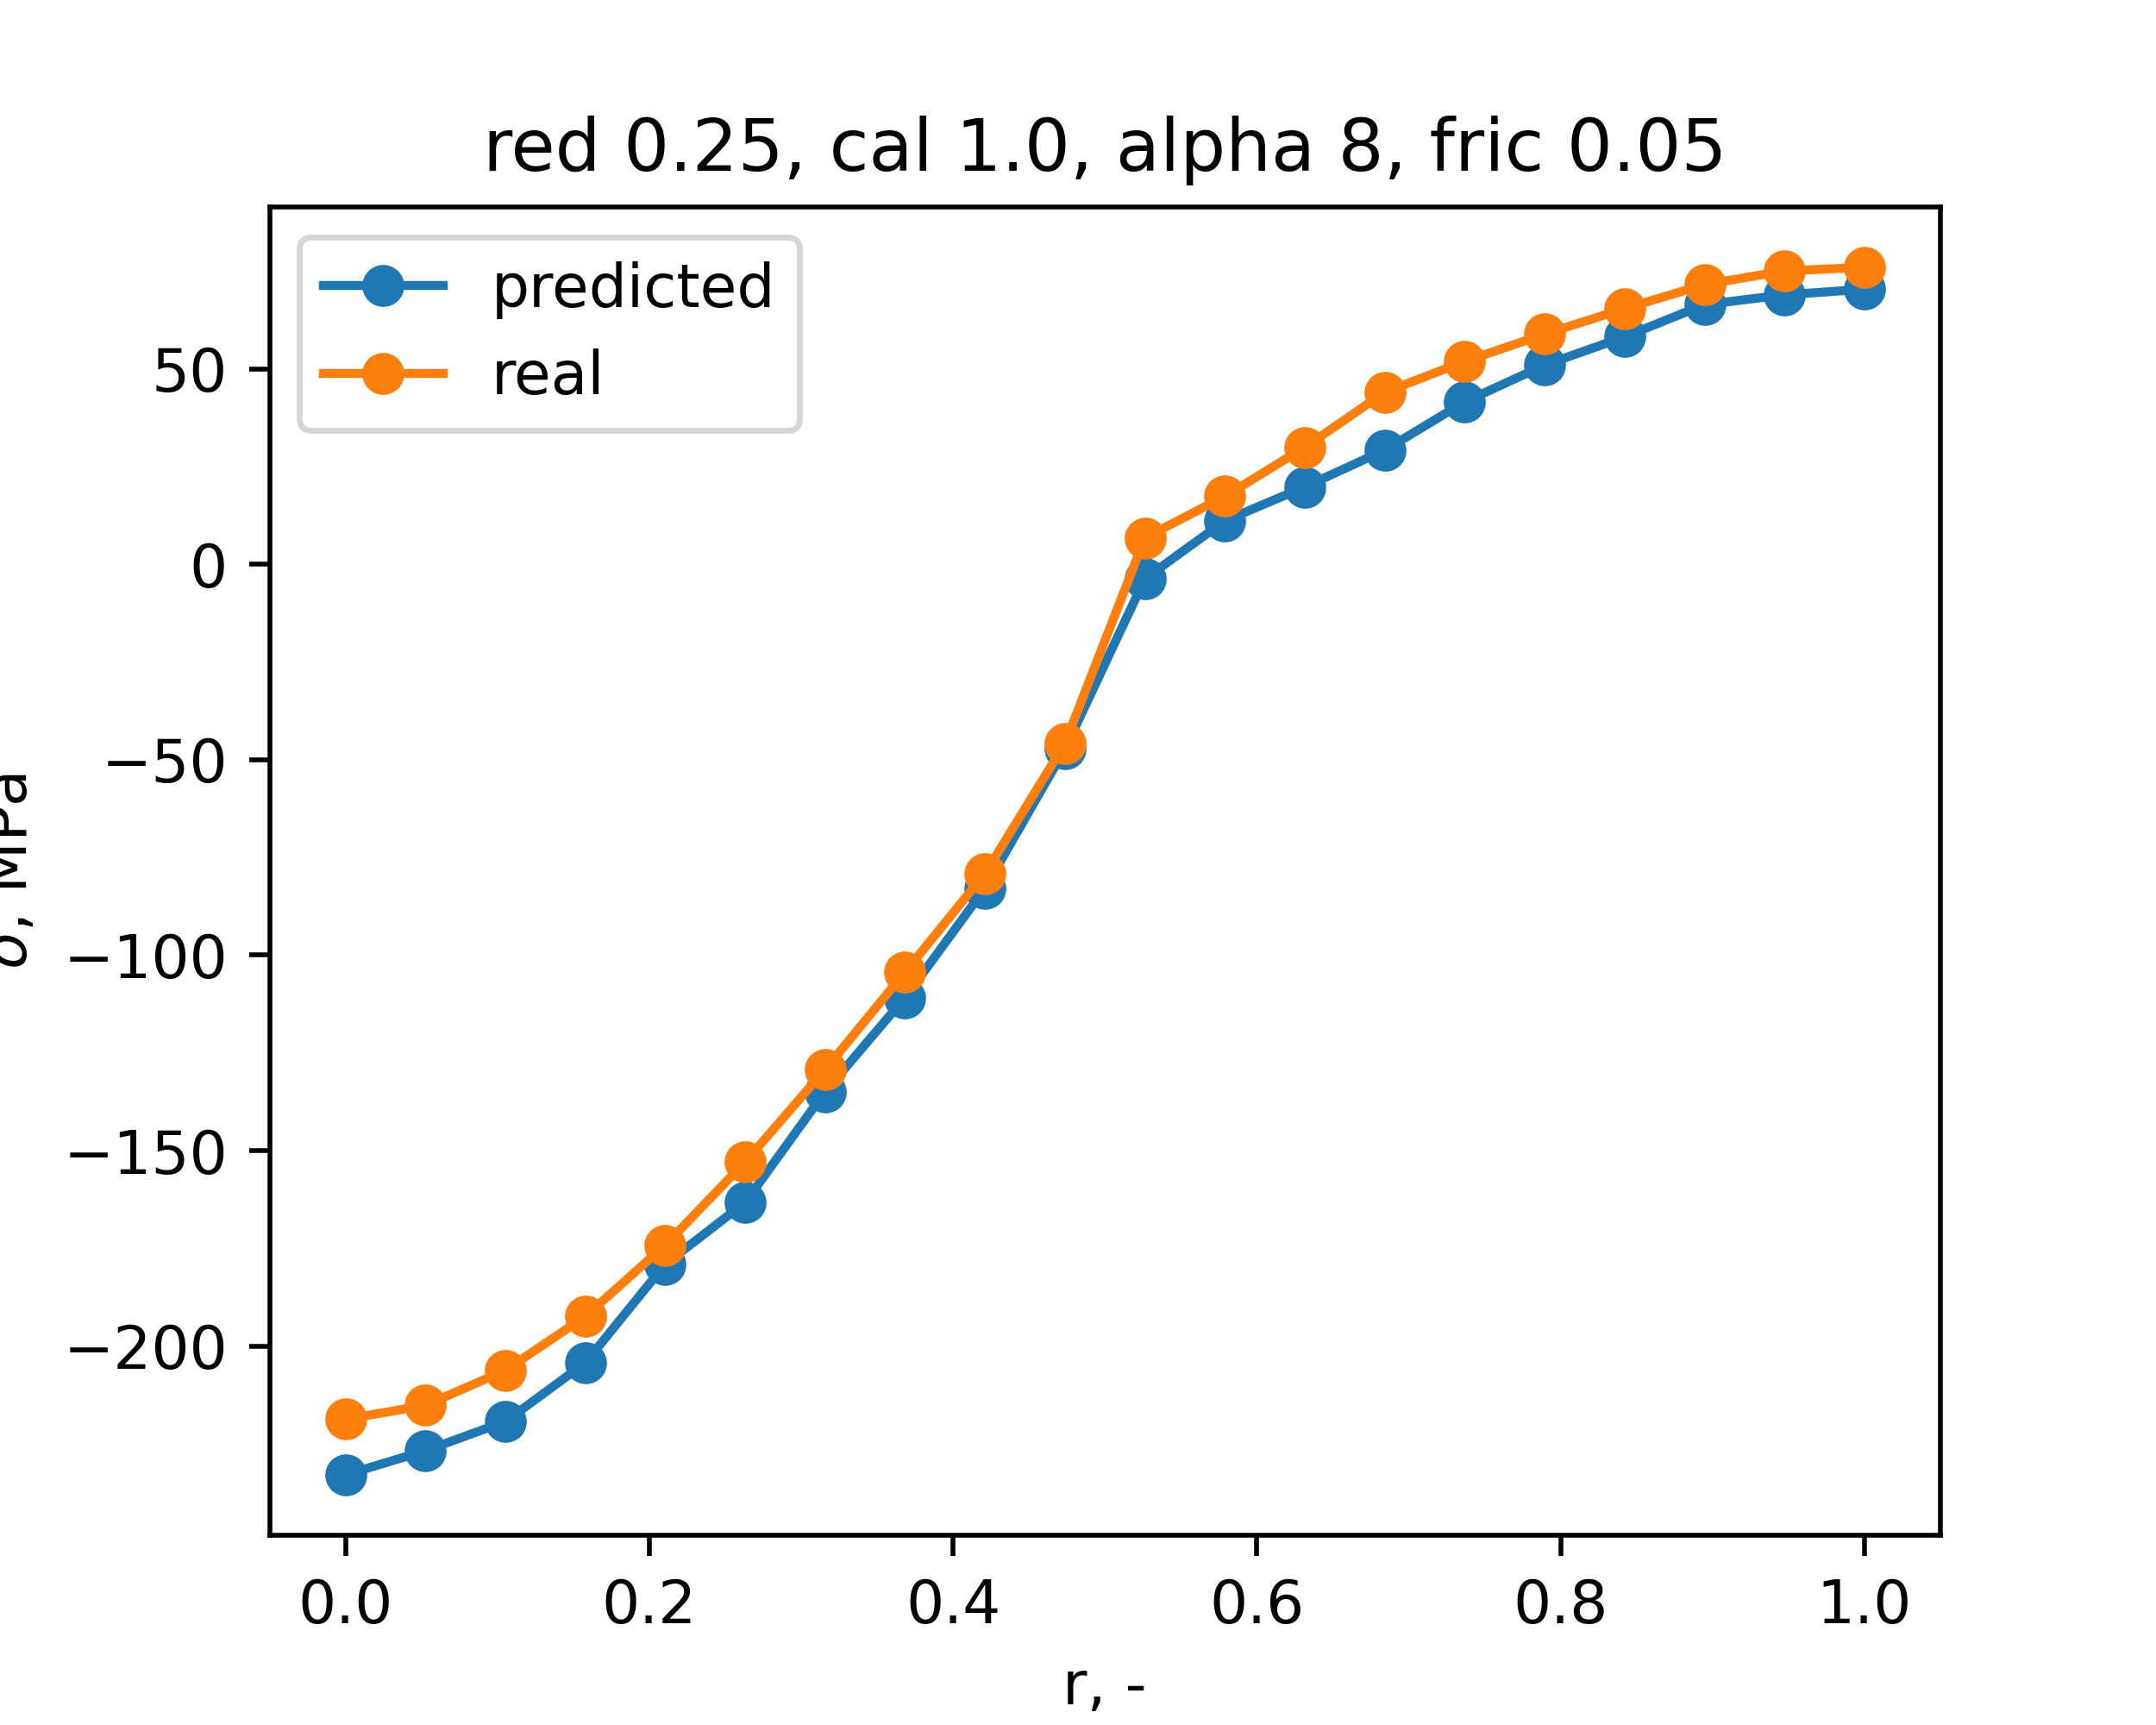 red 0.25, cal 1.0, alpha 8, fric 0.05
predicted
real
50
0
−50
−100
−150
−200
σ, MPa
0.0 0.2 0.4 0.6 0.8 1.0
r, -